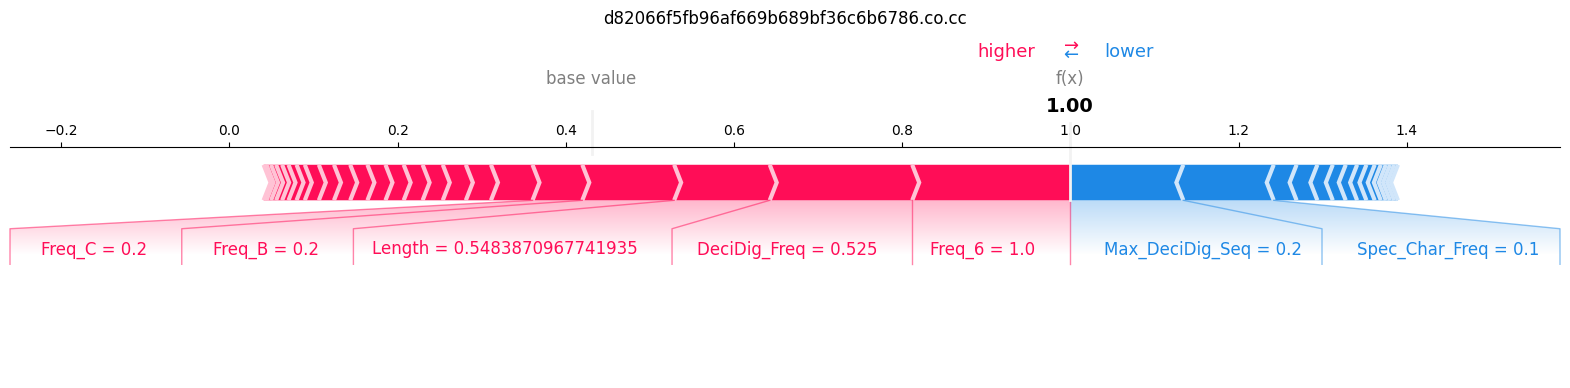 d82066f5fb96af669b689bf36c6b6786.co.cc
higher → ← lower
base value f(x)
1.00
−0.2 0.0 0.2 0.4 0.6 0.8 1.0 1.2 1.4
Freq_C = 0.2 Freq_B = 0.2 Length = 0.5483870967741935 DeciDig_Freq = 0.525 Freq_6 = 1.0 Max_DeciDig_Seq = 0.2 Spec_Char_Freq = 0.1